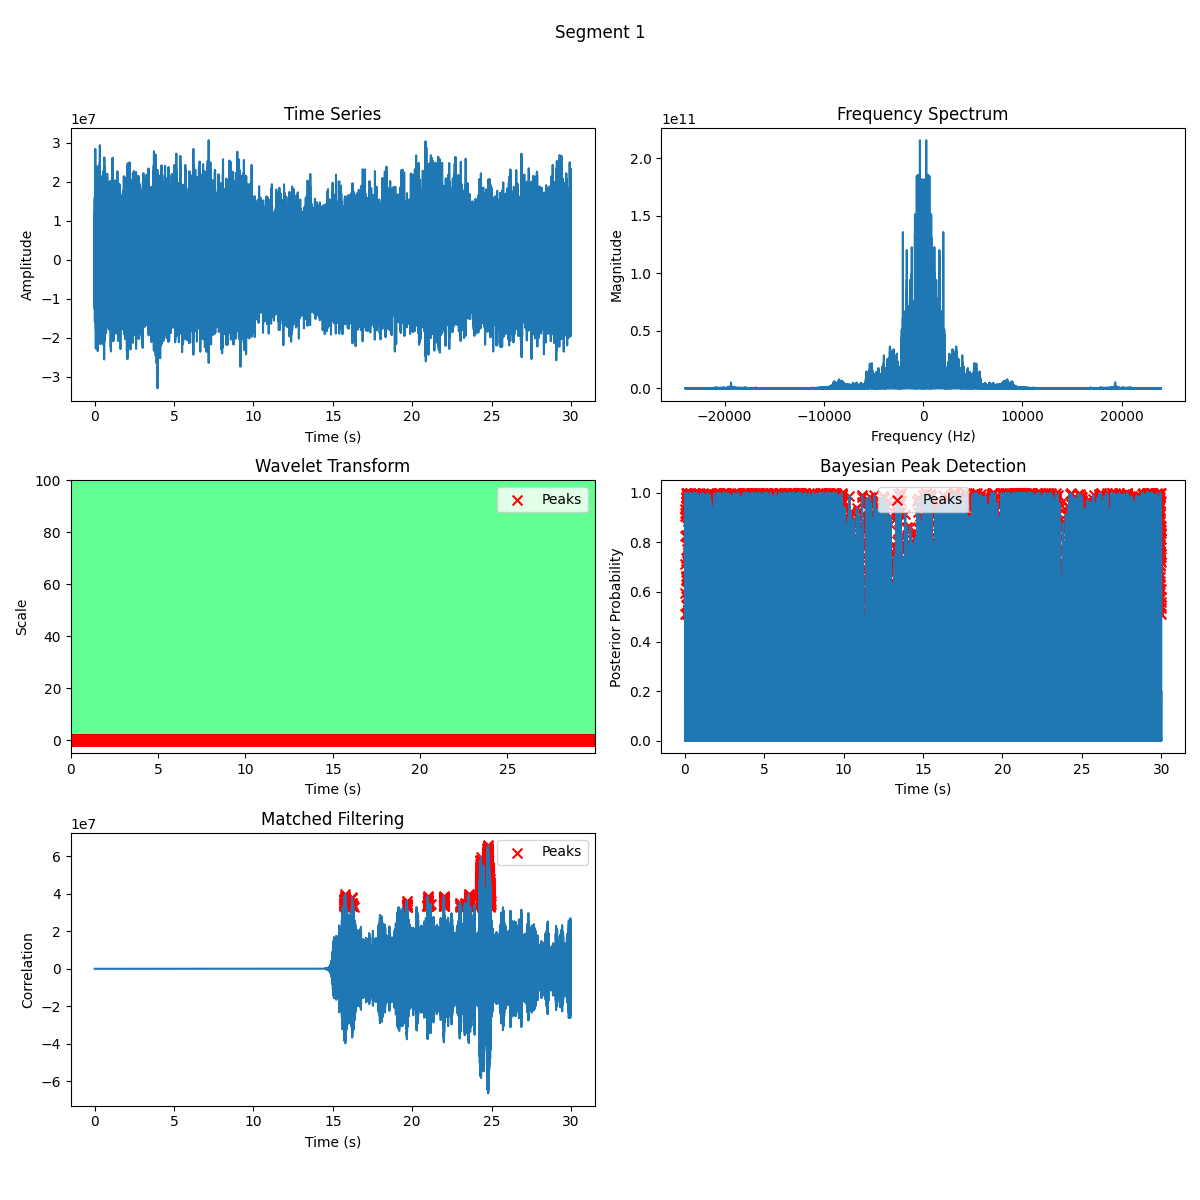 Segment 1
Time Series
1e7
3
2
1
0
−1
−2
−3
Amplitude
0 5 10 15 20 25 30
Time (s)
Frequency Spectrum
1e11
2.0
1.5
1.0
0.5
0.0
Magnitude
−20000 −10000 0 10000 20000
Frequency (Hz)
Wavelet Transform
100
80
60
40
20
0
Scale
Peaks
0 5 10 15 20 25
Time (s)
Bayesian Peak Detection
1.0
0.8
0.6
0.4
0.2
0.0
Posterior Probability
Peaks
0 5 10 15 20 25 30
Time (s)
Matched Filtering
1e7
6
4
2
0
−2
−4
−6
Correlation
Peaks
0 5 10 15 20 25 30
Time (s)